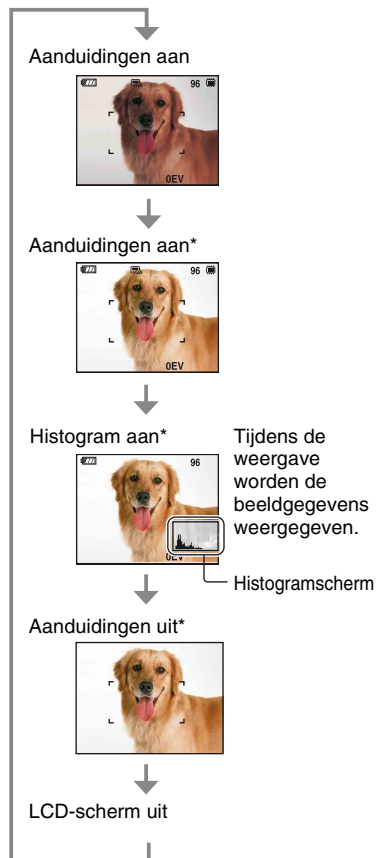 Aanduidingen aan
96
0EV
Aanduidingen aan*
96
0EV
Histogram aan*
96
Tijdens de
weergave
worden de
beeldgegevens
weergegeven.
Histogramscherm
Aanduidingen uit*
LCD-scherm uit